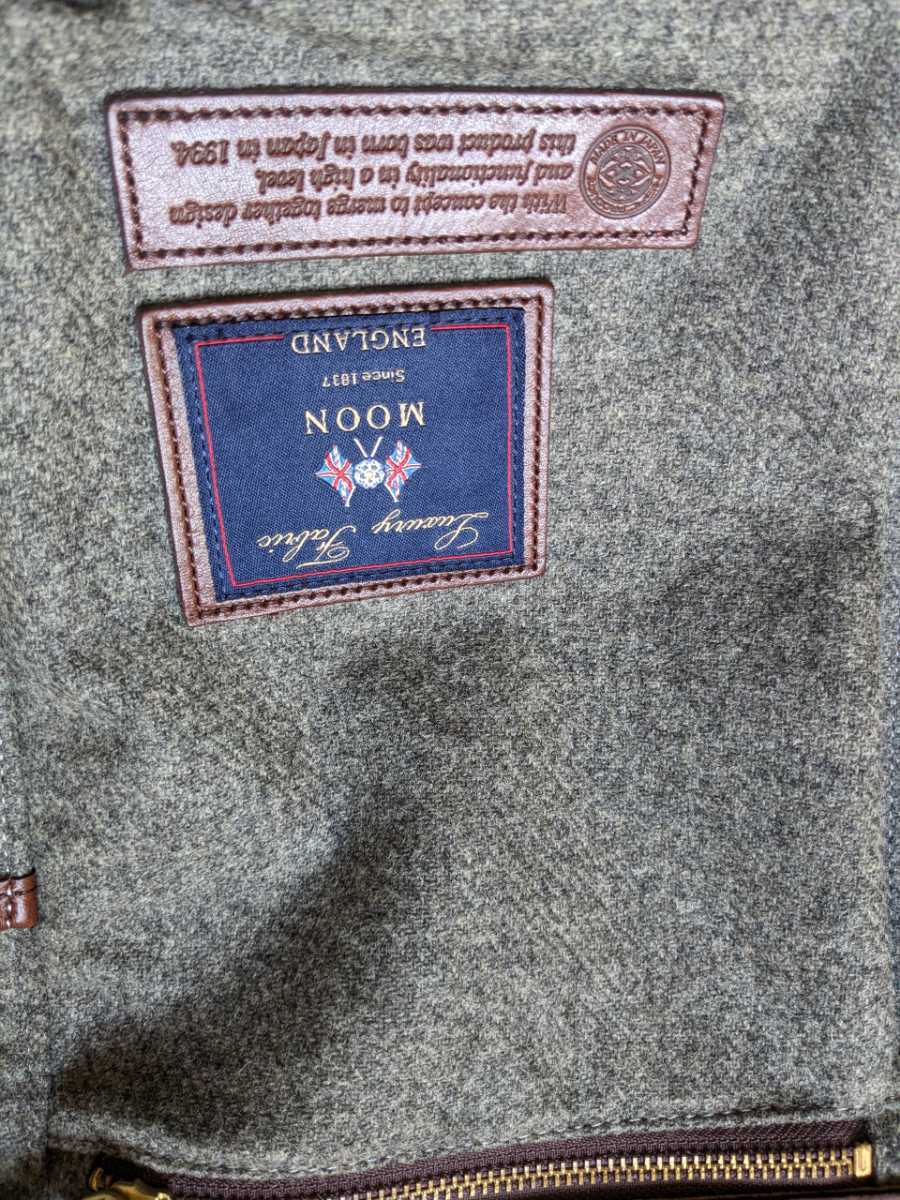 Luxury Fabric
MOON
Since 1837
ENGLAND
With the concept to merge together design
and functionality in a high level.
this product was born in Japan in 1994.